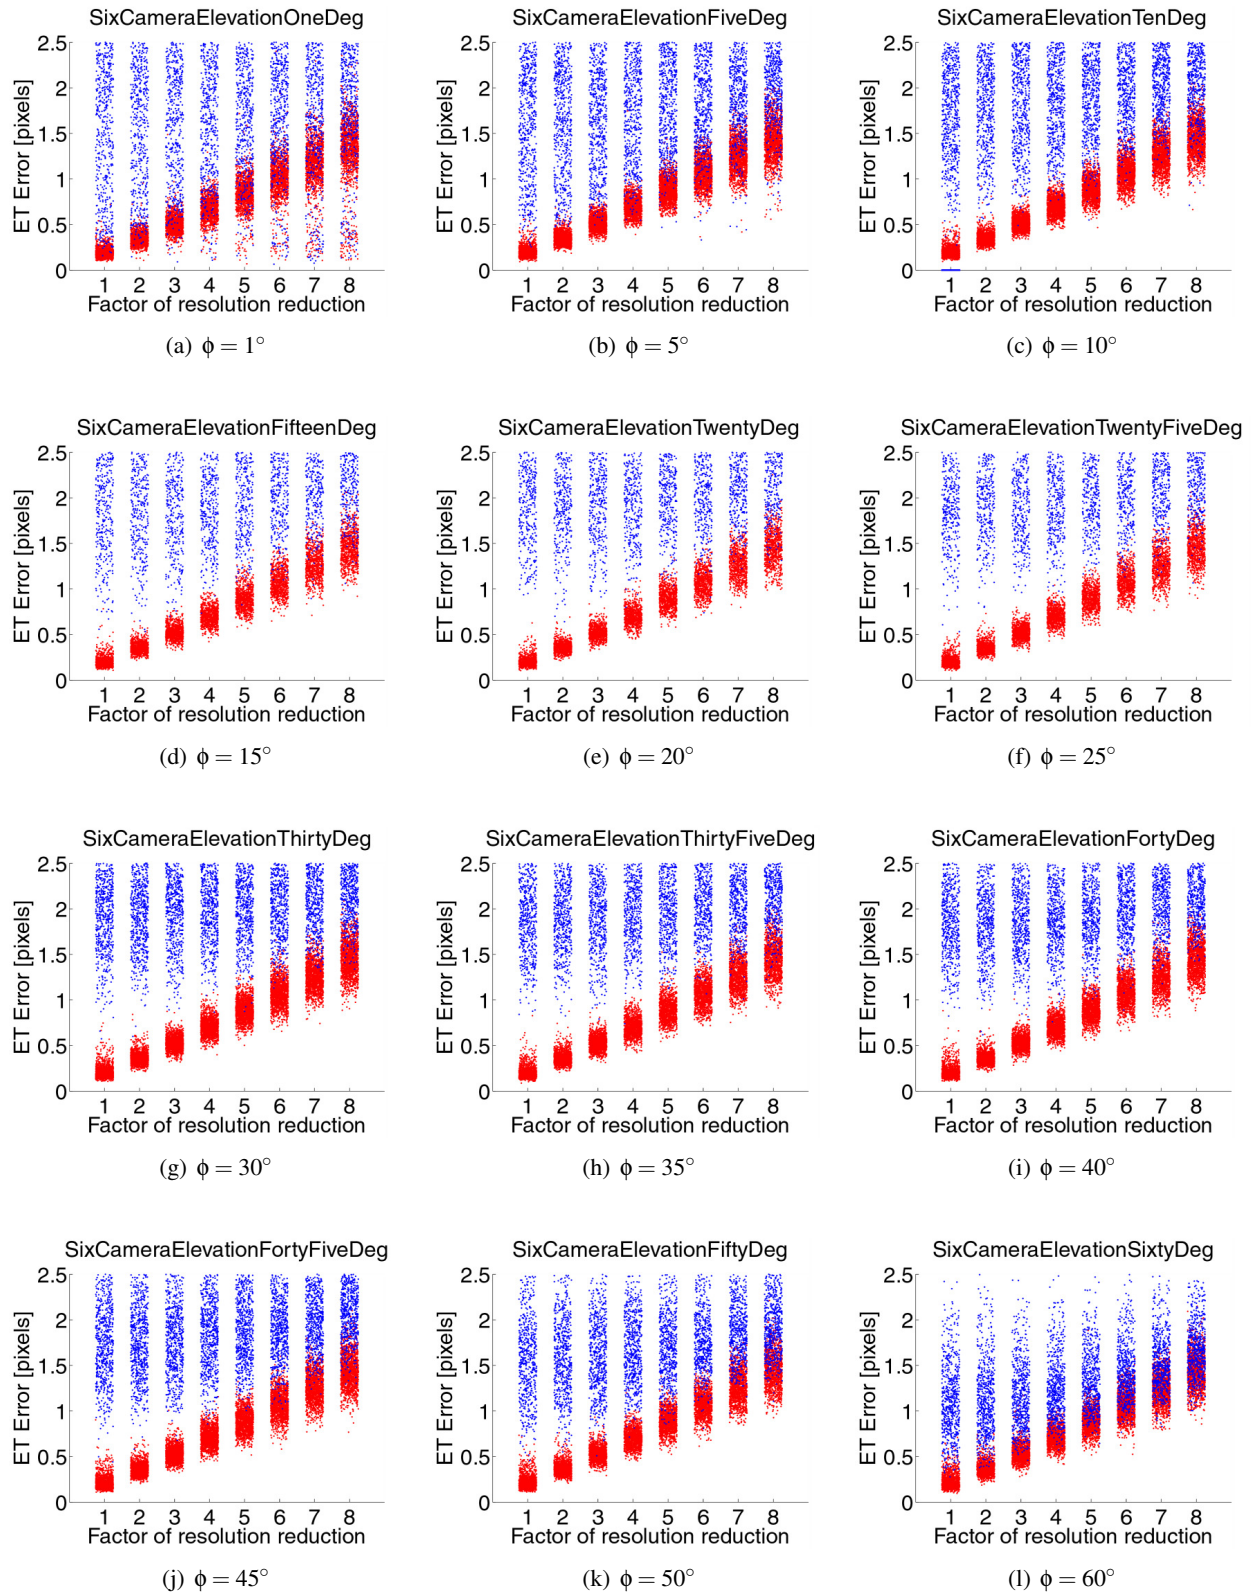 SixCameraElevationOneDeg
2.5
2
1.5
1
0.5
0
ET Error [pixels]
1 2 3 4 5 6 7 8
Factor of resolution reduction
(a) ϕ = 1°
SixCameraElevationFiveDeg
2.5
2
1.5
1
0.5
0
ET Error [pixels]
1 2 3 4 5 6 7 8
Factor of resolution reduction
(b) ϕ = 5°
SixCameraElevationTenDeg
2.5
2
1.5
1
0.5
0
ET Error [pixels]
1 2 3 4 5 6 7 8
Factor of resolution reduction
(c) ϕ = 10°
SixCameraElevationFifteenDeg
2.5
2
1.5
1
0.5
0
ET Error [pixels]
1 2 3 4 5 6 7 8
Factor of resolution reduction
(d) ϕ = 15°
SixCameraElevationTwentyDeg
2.5
2
1.5
1
0.5
0
ET Error [pixels]
1 2 3 4 5 6 7 8
Factor of resolution reduction
(e) ϕ = 20°
SixCameraElevationTwentyFiveDeg
2.5
2
1.5
1
0.5
0
ET Error [pixels]
1 2 3 4 5 6 7 8
Factor of resolution reduction
(f) ϕ = 25°
SixCameraElevationThirtyDeg
2.5
2
1.5
1
0.5
0
ET Error [pixels]
1 2 3 4 5 6 7 8
Factor of resolution reduction
(g) ϕ = 30°
SixCameraElevationThirtyFiveDeg
2.5
2
1.5
1
0.5
0
ET Error [pixels]
1 2 3 4 5 6 7 8
Factor of resolution reduction
(h) ϕ = 35°
SixCameraElevationFortyDeg
2.5
2
1.5
1
0.5
0
ET Error [pixels]
1 2 3 4 5 6 7 8
Factor of resolution reduction
(i) ϕ = 40°
SixCameraElevationFortyFiveDeg
2.5
2
1.5
1
0.5
0
ET Error [pixels]
1 2 3 4 5 6 7 8
Factor of resolution reduction
(j) ϕ = 45°
SixCameraElevationFiftyDeg
2.5
2
1.5
1
0.5
0
ET Error [pixels]
1 2 3 4 5 6 7 8
Factor of resolution reduction
(k) ϕ = 50°
SixCameraElevationSixtyDeg
2.5
2
1.5
1
0.5
0
ET Error [pixels]
1 2 3 4 5 6 7 8
Factor of resolution reduction
(l) ϕ = 60°